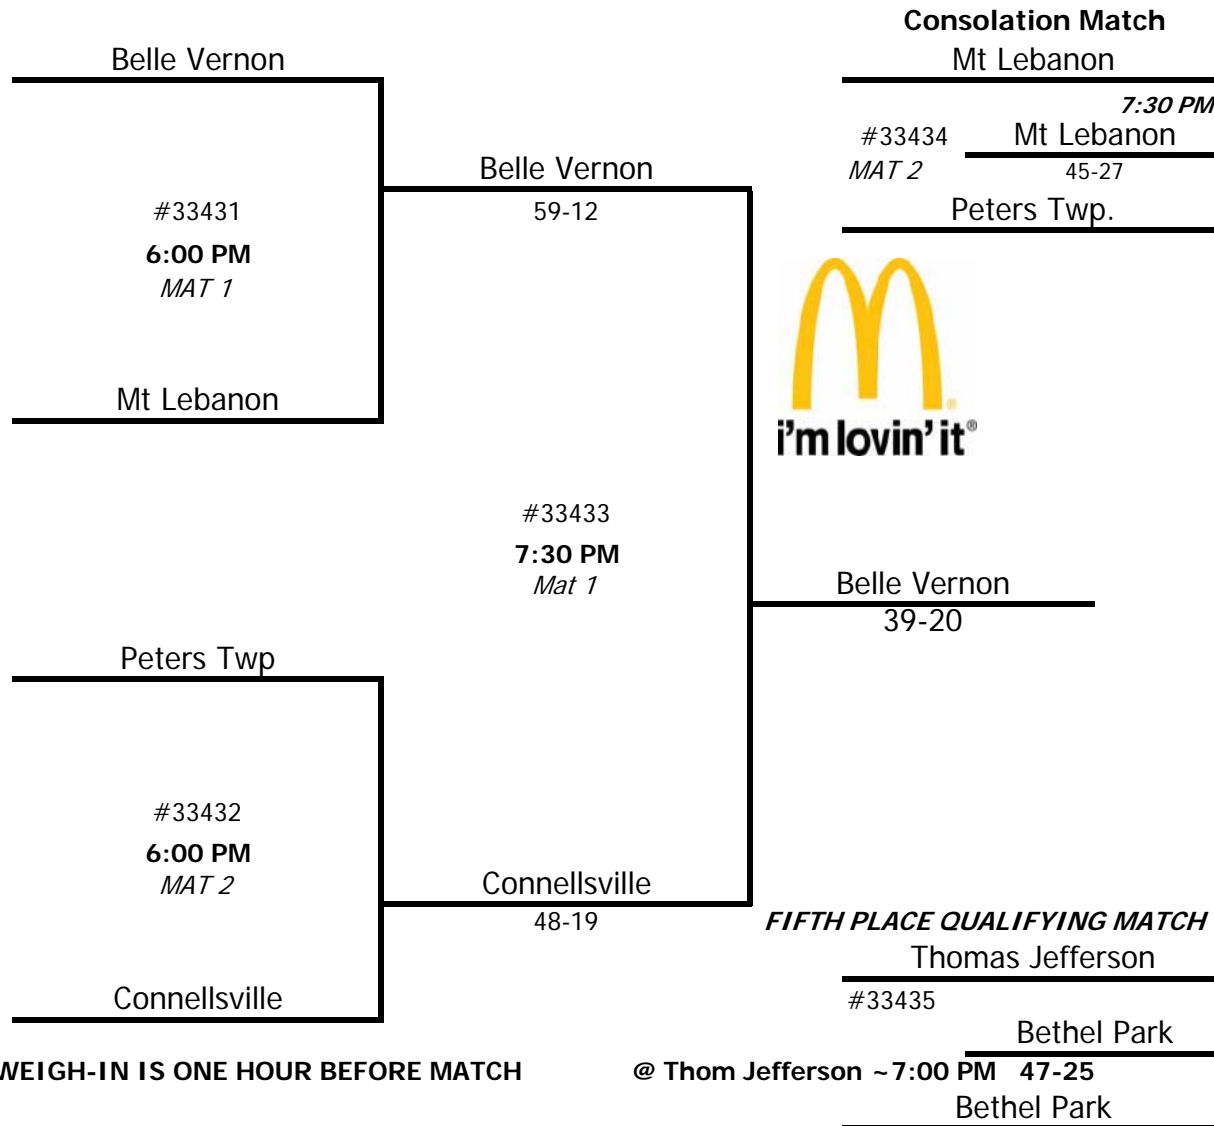 Consolation Match
Belle Vernon
Mt Lebanon
7:30 PM
#33434
Mt Lebanon
MAT 2
45-27
Peters Twp.
Belle Vernon
59-12
#33431
6:00 PM
MAT 1
i'm lovin' it®
Mt Lebanon
#33433
7:30 PM
Mat 1
Belle Vernon
39-20
Peters Twp
#33432
6:00 PM
MAT 2
Connellsville
48-19
Connellsville
FIFTH PLACE QUALIFYING MATCH
Thomas Jefferson
#33435
Bethel Park
WEIGH-IN IS ONE HOUR BEFORE MATCH
@ Thom Jefferson ~7:00 PM 47-25
Bethel Park